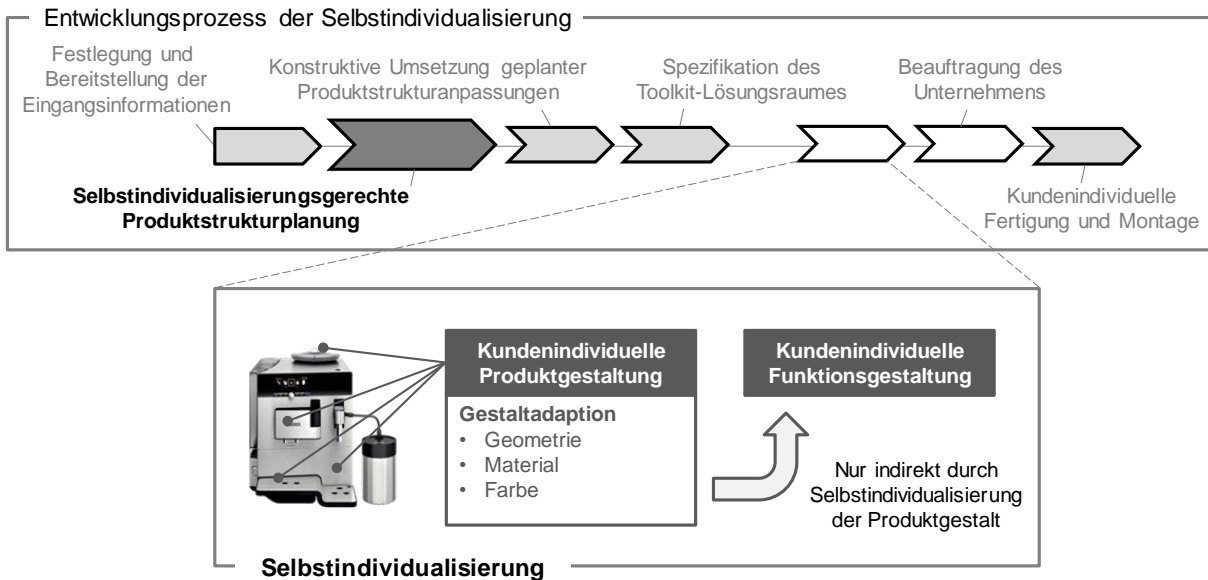 Entwicklungsprozess der Selbstindividualisierung
Festlegung und
Bereitstellung der
Eingangsinformationen
Konstruktive Umsetzung geplanter
Produktstrukturanpassungen
Spezifikation des
Toolkit-Lösungsraumes
Beauftragung des
Unternehmens
Selbstindividualisierungsgerechte
Produktstrukturplanung
Kundenindividuelle
Fertigung und Montage
Kundenindividuelle
Produktgestaltung
Gestaltadaption
• Geometrie
• Material
• Farbe
Kundenindividuelle
Funktionsgestaltung
Nur indirekt durch
Selbstindividualisierung
der Produktgestalt
Selbstindividualisierung